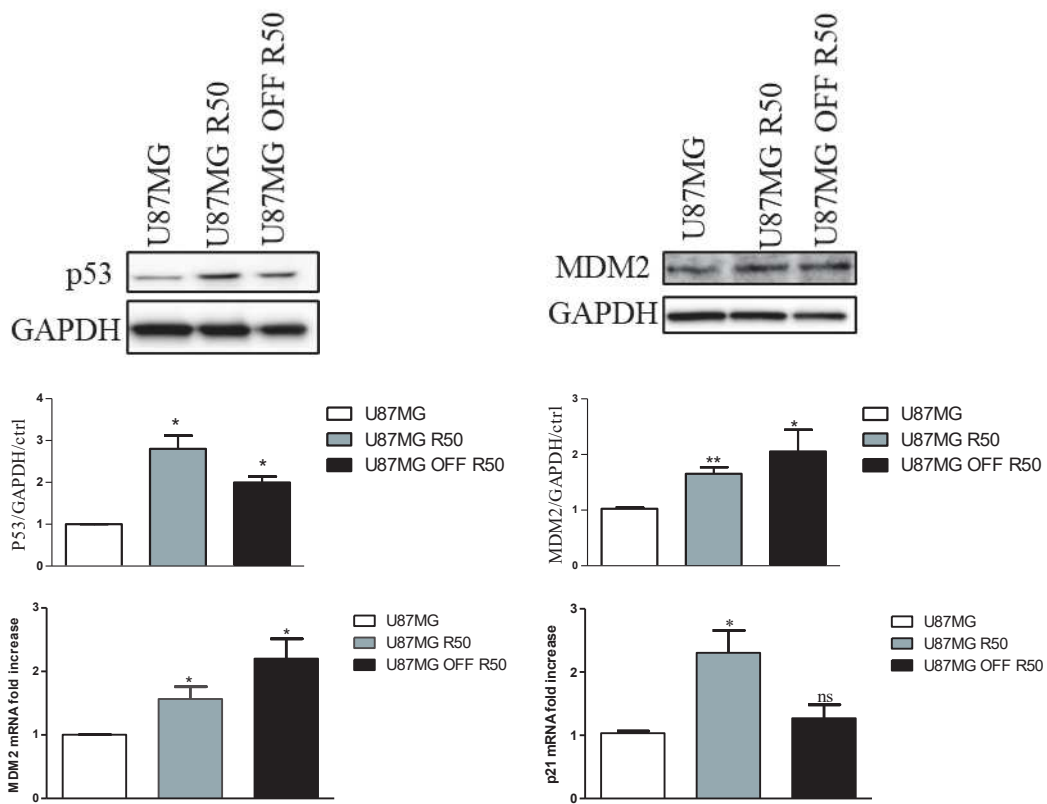 U87MG
U87MG R50
U87MG OFF R50
p53
GAPDH
U87MG
U87MG R50
U87MG OFF R50
MDM2
GAPDH
P53/GAPDH/ctrl
4
3
2
1
0
*
*
U87MG
U87MG R50
U87MG OFF R50
MDM2/GAPDH/ctrl
3
2
1
0
**
*
U87MG
U87MG R50
U87MG OFF R50
MDM2 mRNA fold increase
3
2
1
0
*
*
U87MG
U87MG R50
U87MG OFF R50
p21 mRNA fold increase
3
2
1
0
*
ns
U87MG
U87MG R50
U87MG OFF R50